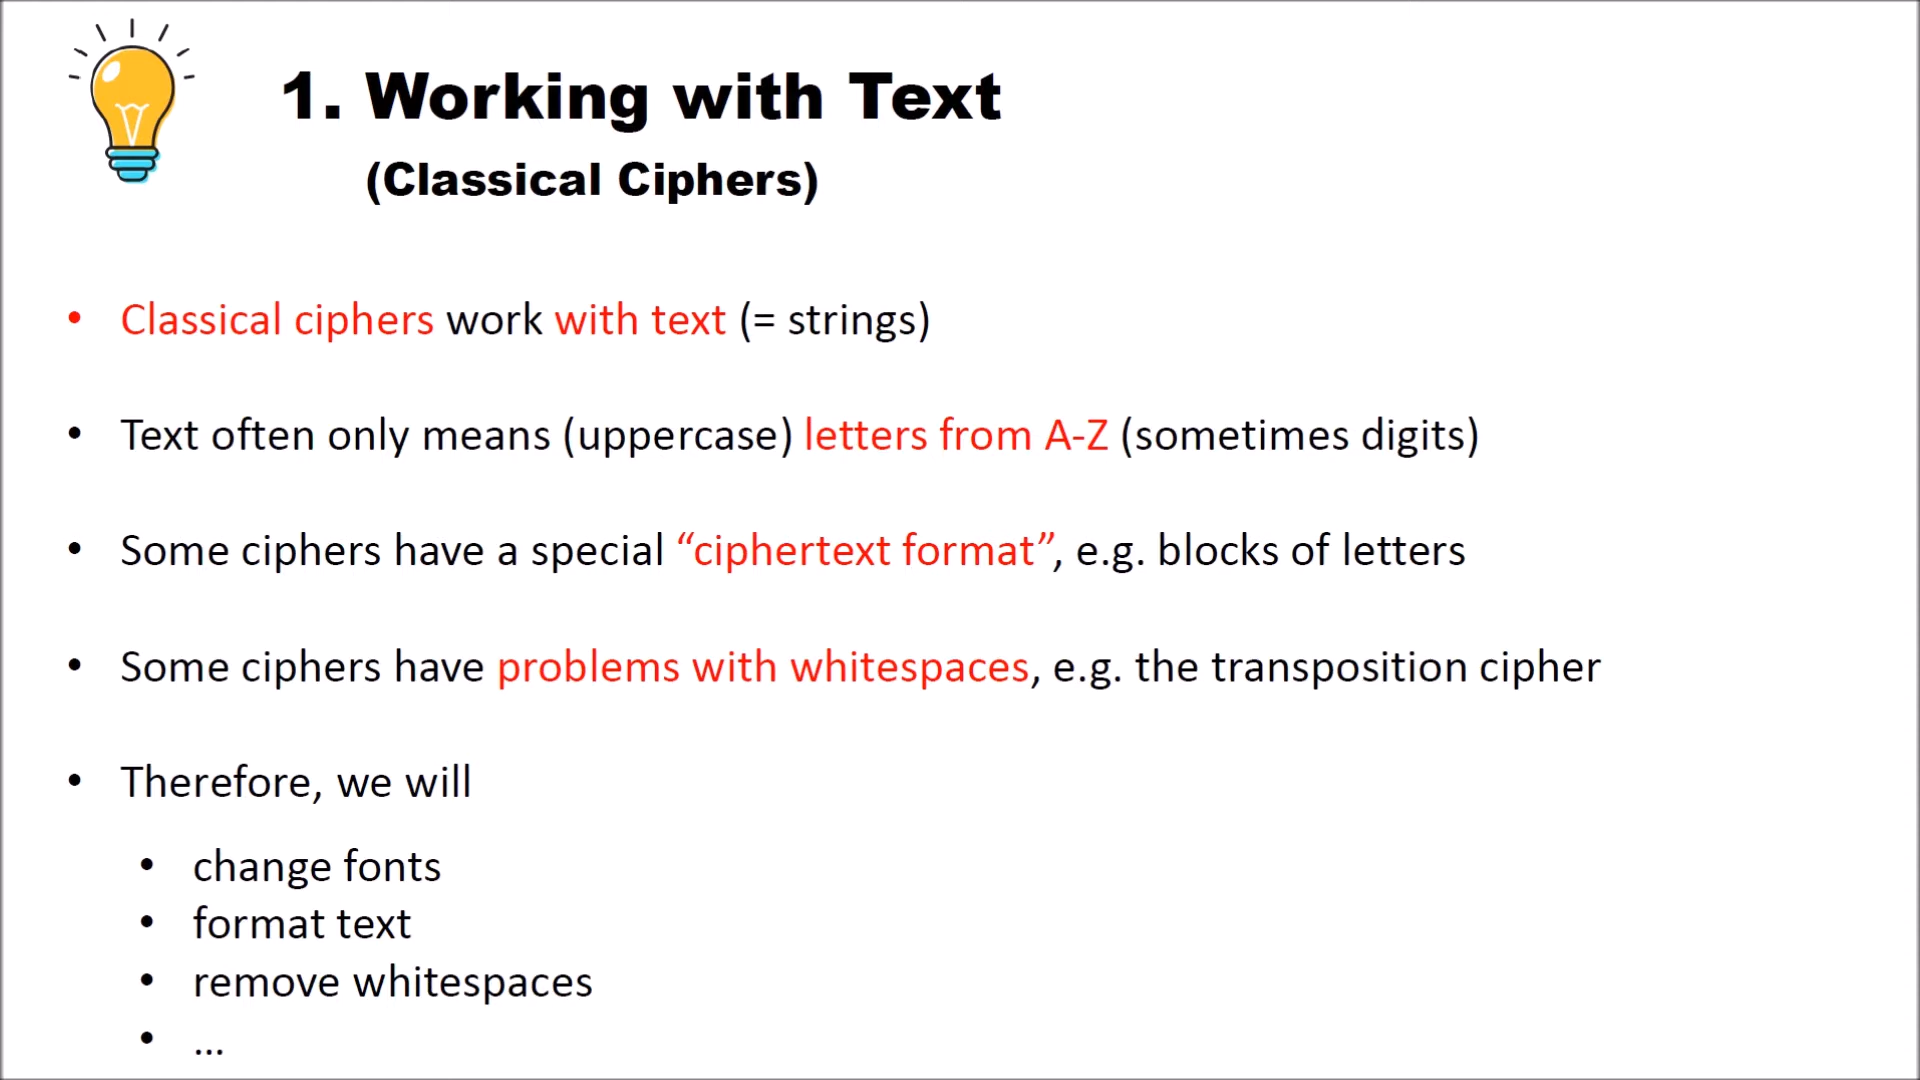 1. Working with Text
(Classical Ciphers)
• Classical ciphers work with text (= strings)
• Text often only means (uppercase) letters from A-Z (sometimes digits)
• Some ciphers have a special “ciphertext format”, e.g. blocks of letters
• Some ciphers have problems with whitespaces, e.g. the transposition cipher
• Therefore, we will
• change fonts
• format text
• remove whitespaces
• ...